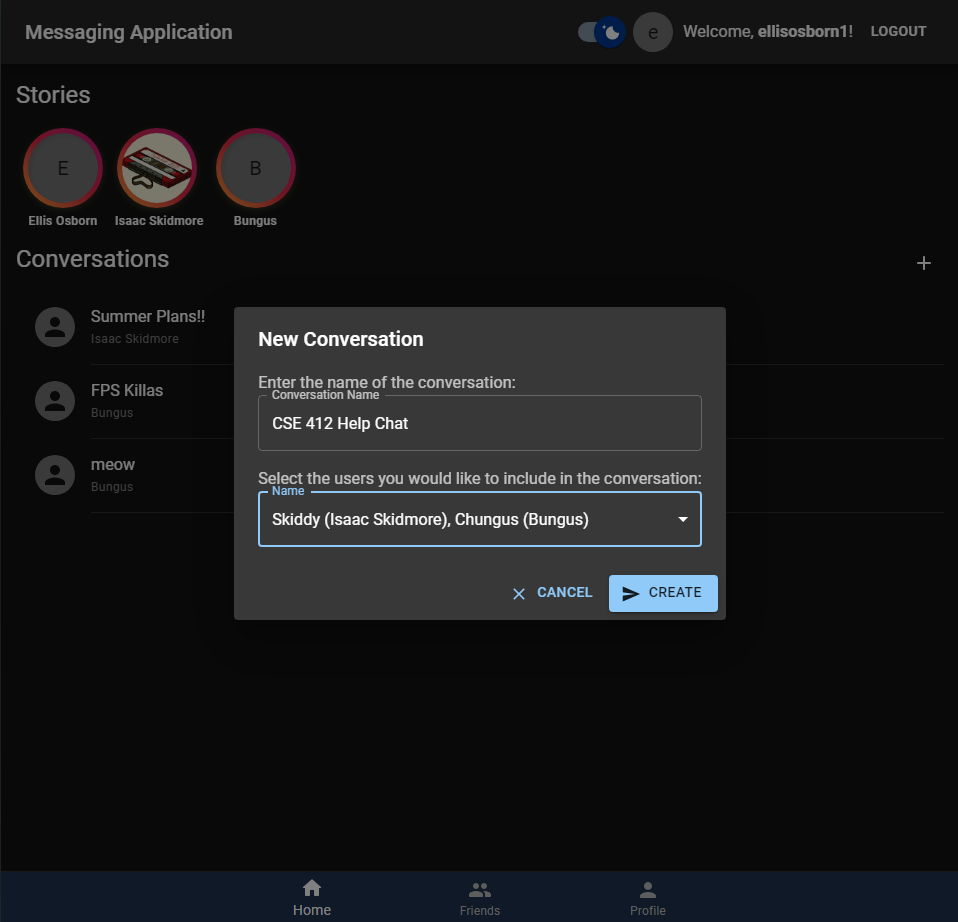 Messaging Application
e
Welcome, ellisosborn1!
LOGOUT
Stories
E
B
Ellis Osborn
Isaac Skidmore
Bungus
Conversations
Summer Plans!!
Isaac Skidmore
FPS Killas
Bungus
meow
Bungus
New Conversation
Enter the name of the conversation:
Conversation Name
CSE 412 Help Chat
Select the users you would like to include in the conversation:
Name
Skiddy (Isaac Skidmore), Chungus (Bungus)
CANCEL
CREATE
Home
Friends
Profile